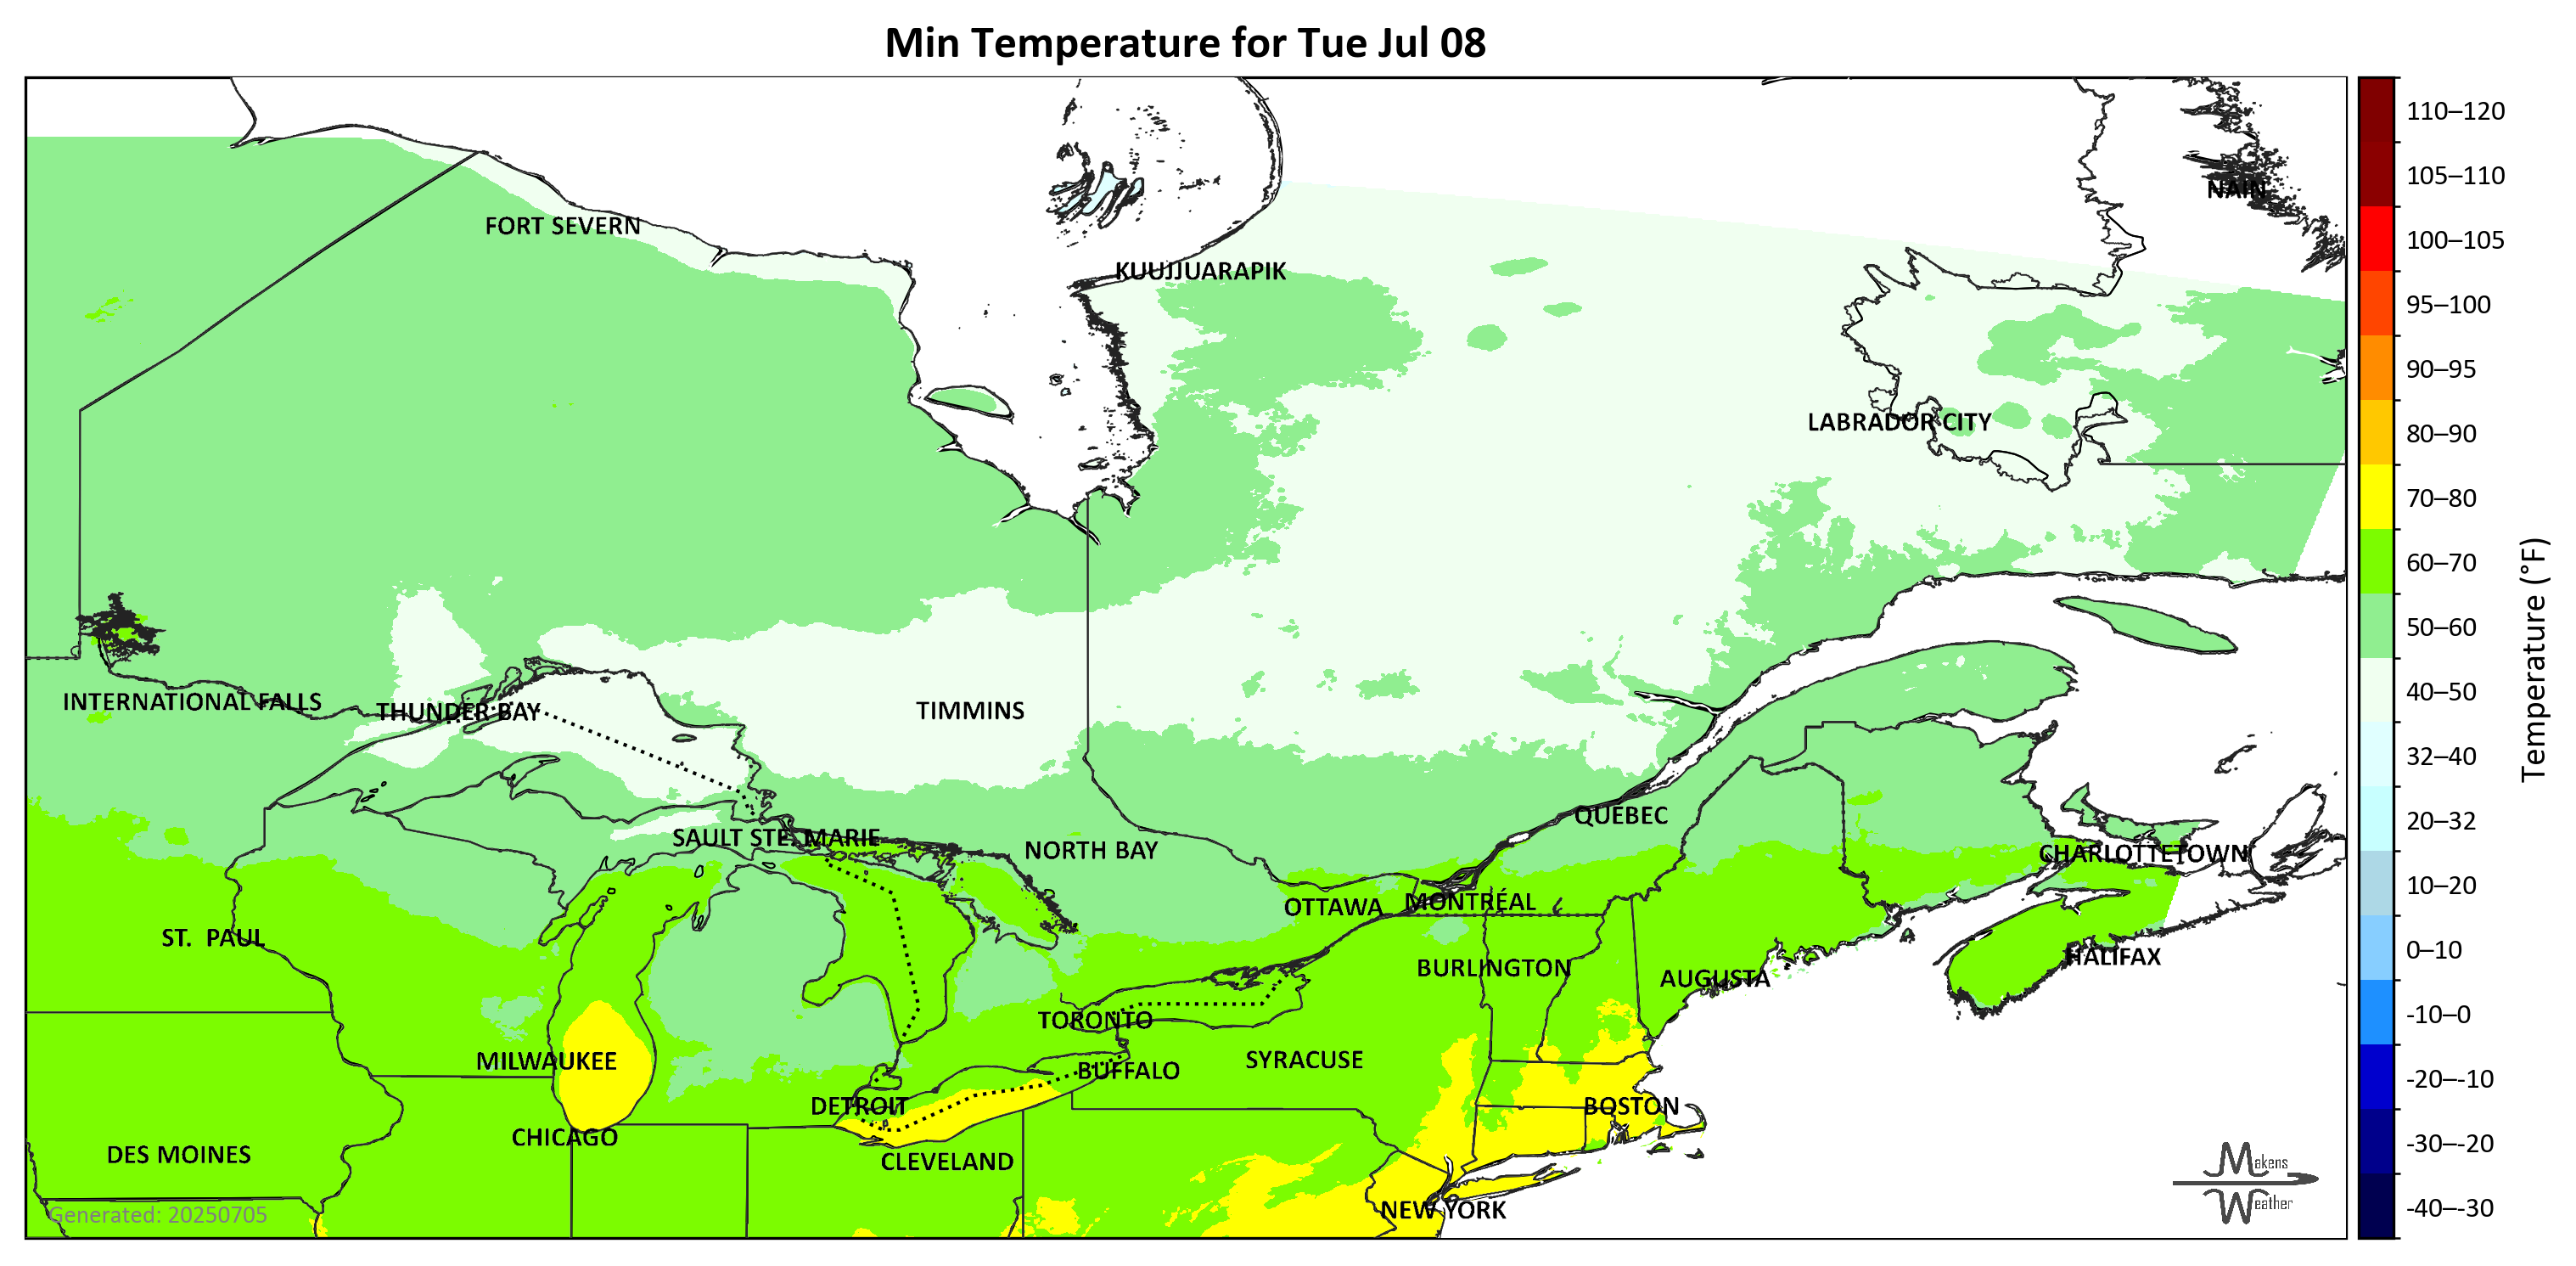 Min Temperature for Tue Jul 08
110–120
105–110
NAIN
FORT SEVERN
100–105
KUUJJUARAPIK
95–100
90–95
LABRADOR CITY
80–90
70–80
60–70
50–60
Temperature (°F)
INTERNATIONAL FALLS
THUNDER BAY
TIMMINS
40–50
32–40
QUEBEC
20–32
SAULT STE. MARIE
NORTH BAY
CHARLOTTETOWN
10–20
OTTAWA
MONTRÉAL
ST. PAUL
0–10
HALIFAX
BURLINGTON
AUGUSTA
-10–0
TORONTO
MILWAUKEE
BUFFALO
SYRACUSE
-20–-10
DETROIT
BOSTON
CHICAGO
-30–-20
DES MOINES
CLEVELAND
Makens
Weather
NEW YORK
-40–-30
Generated: 20250705